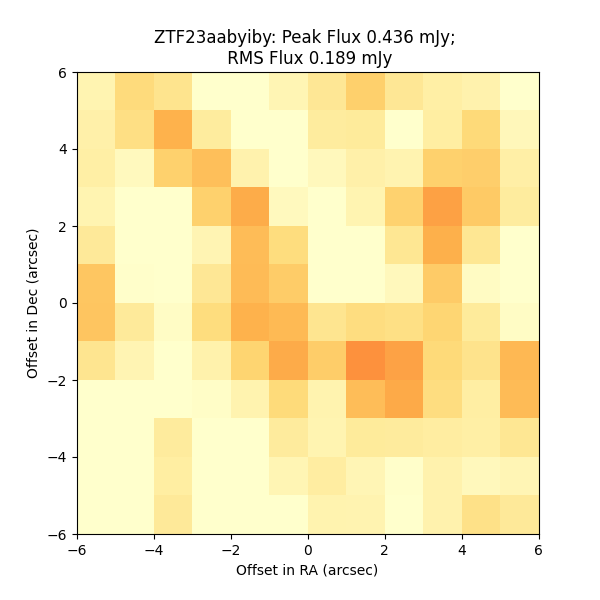 ZTF23aabyiby: Peak Flux 0.436 mJy;
RMS Flux 0.189 mJy
6
4
2
0
−2
−4
−6
Offset in Dec (arcsec)
−6 −4 −2 0 2 4 6
Offset in RA (arcsec)